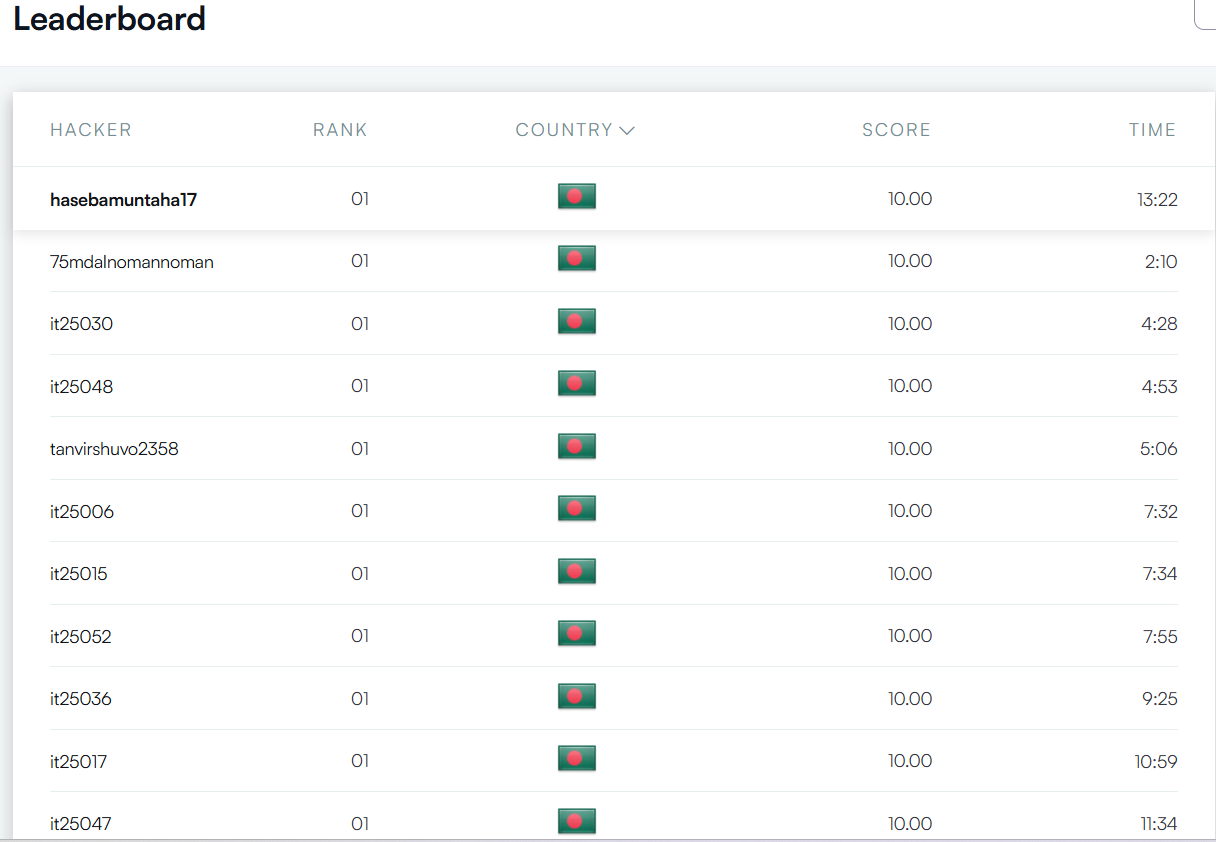 Leaderboard
HACKER RANK COUNTRY SCORE TIME
hasebamuntaha17 01 10.00 13:22
75mdalnomannoman 01 10.00 2:10
it25030 01 10.00 4:28
it25048 01 10.00 4:53
tanvirshuvo2358 01 10.00 5:06
it25006 01 10.00 7:32
it25015 01 10.00 7:34
it25052 01 10.00 7:55
it25036 01 10.00 9:25
it25017 01 10.00 10:59
it25047 01 10.00 11:34